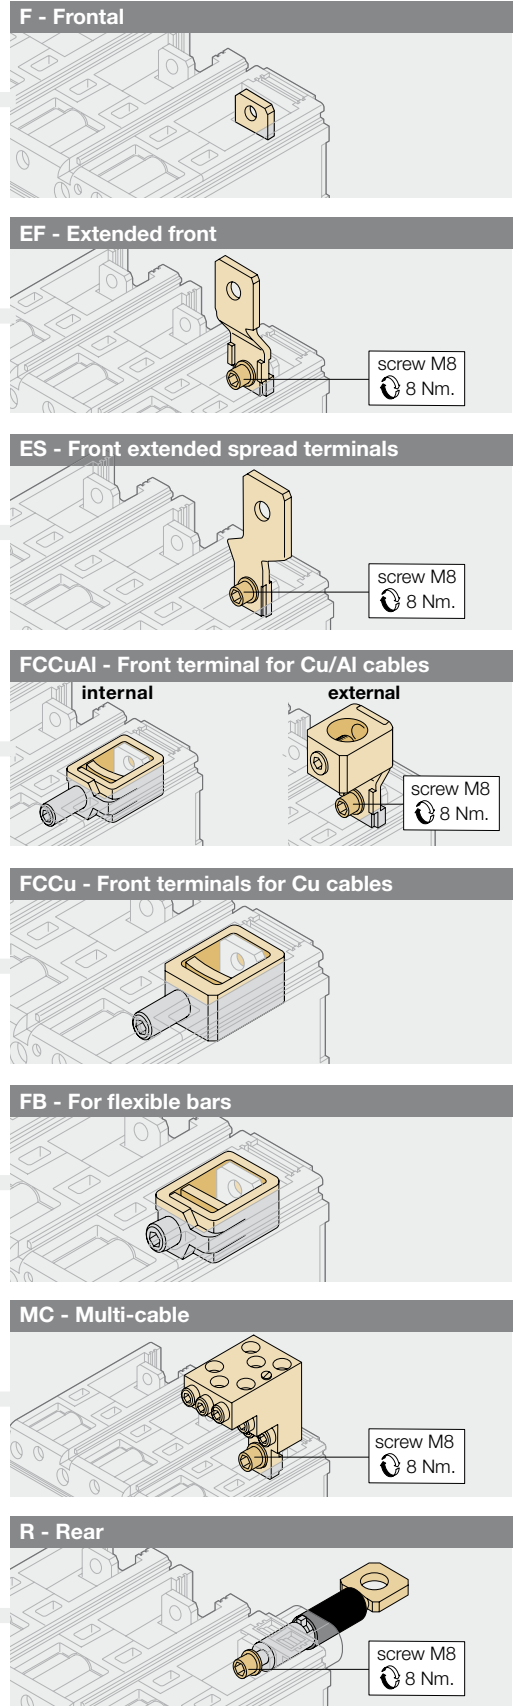 F - Frontal
EF - Extended front
screw M8
8 Nm.
ES - Front extended spread terminals
screw M8
8 Nm.
FCCuAl - Front terminal for Cu/Al cables
internal
external
screw M8
8 Nm.
FCCu - Front terminals for Cu cables
FB - For flexible bars
MC - Multi-cable
screw M8
8 Nm.
R - Rear
screw M8
8 Nm.